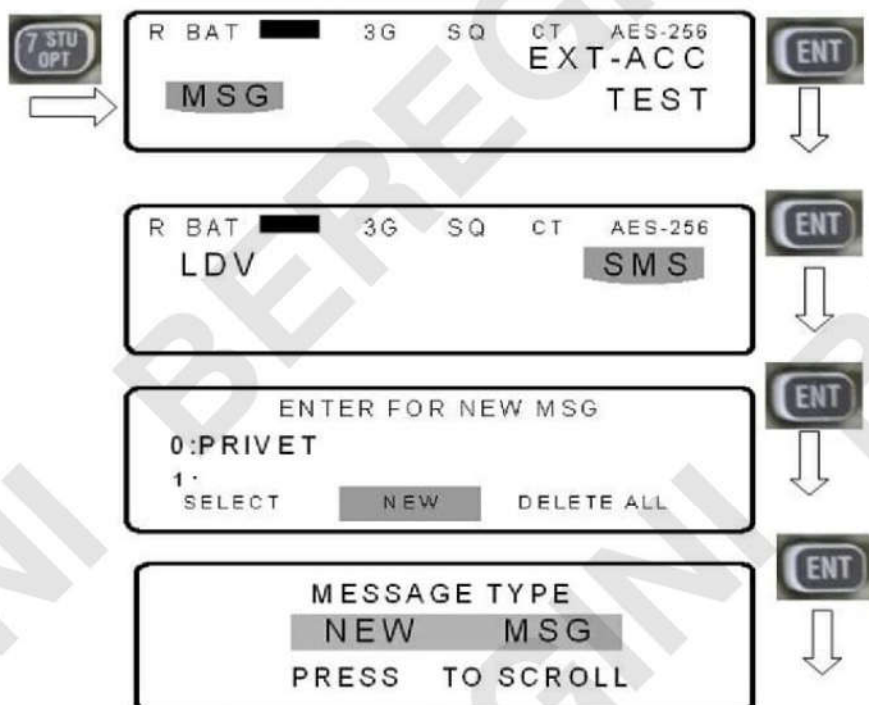 7 STU
OPT
R BAT 3G SQ CT AES-256
EXT-ACC
MSG TEST
ENT
R BAT 3G SQ CT AES-256
LDV SMS
ENT
ENTER FOR NEW MSG
0:PRIVET
1:
SELECT NEW DELETE ALL
ENT
MESSAGE TYPE
NEW MSG
PRESS TO SCROLL
ENT
BEREGINI